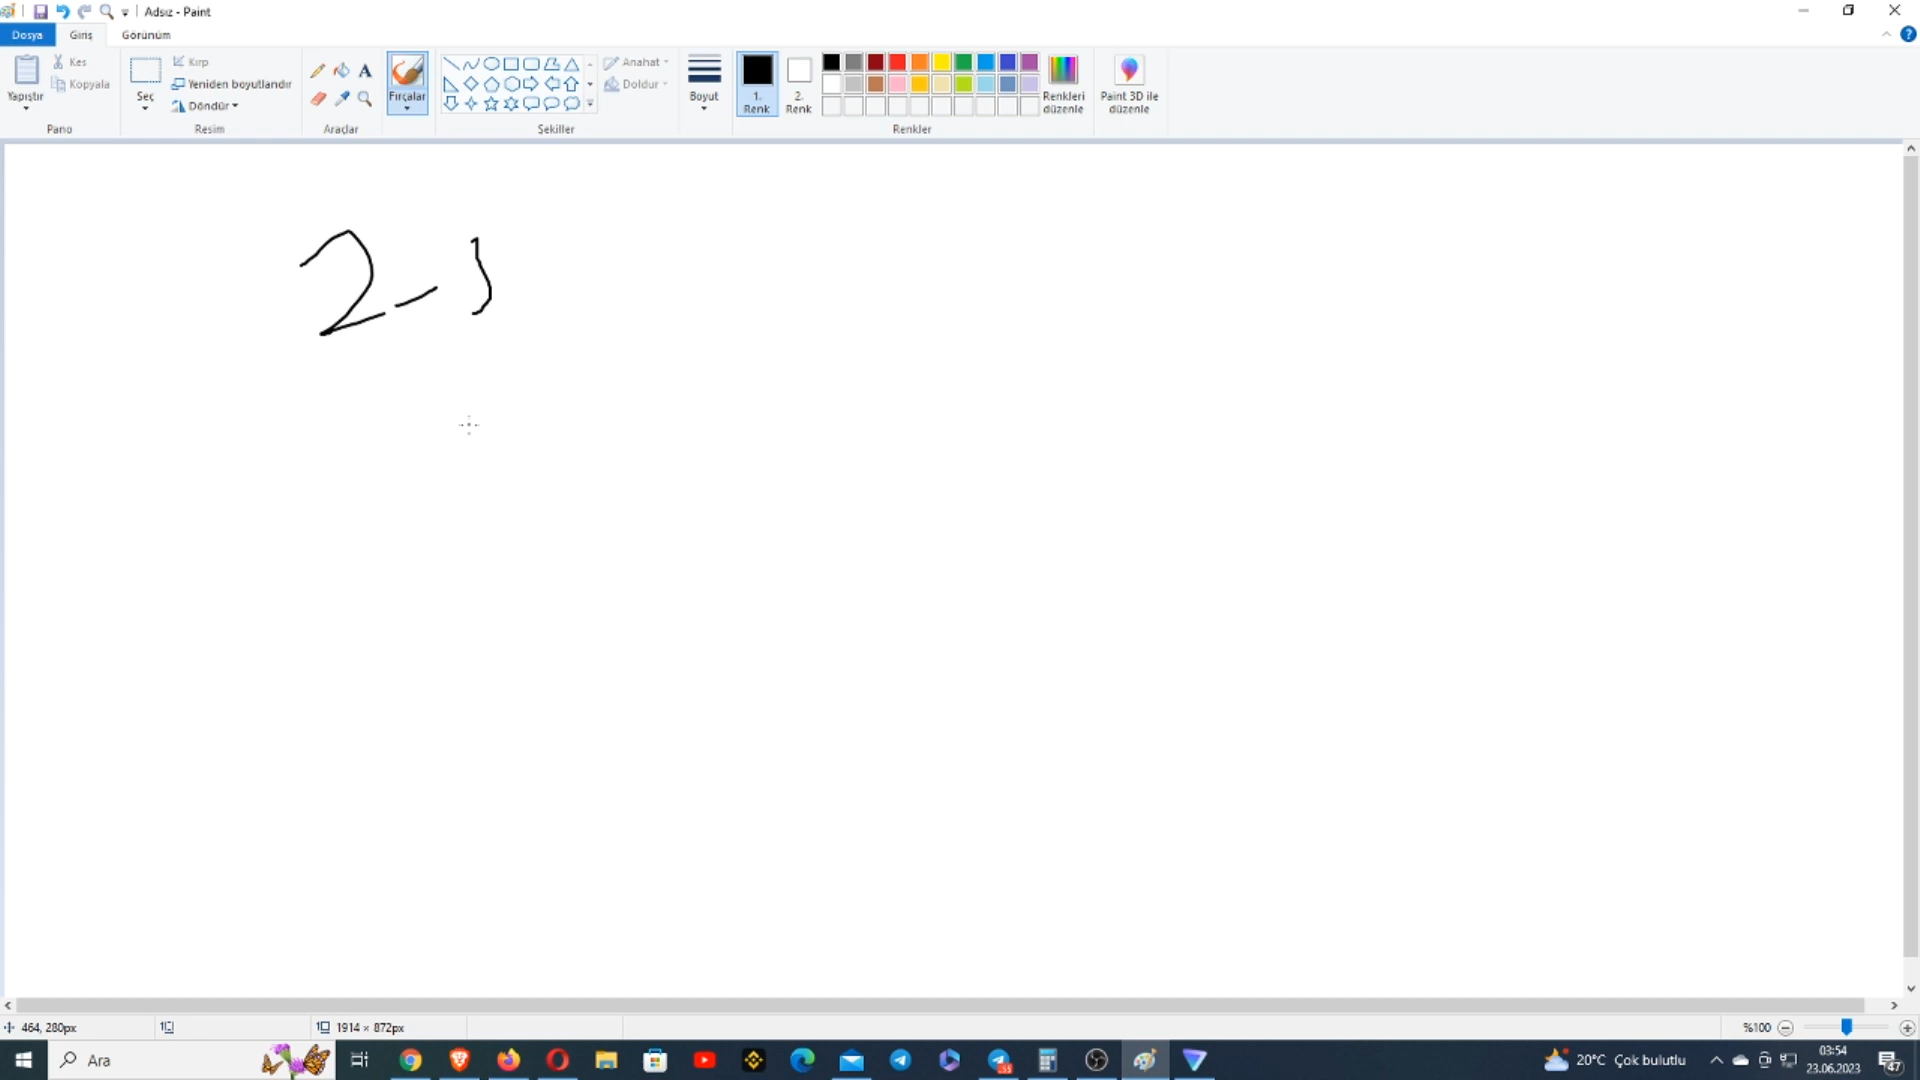 Adsız - Paint
Dosya Giriş Görünüm
Yapıştır
Kes
Kopyala
Pano
Seç
Kırp
Yeniden boyutlandır
Döndür
Resim
Araçlar
Fırçalar
Şekiller
Anahat
Doldur
Boyut
1. Renk
2. Renk
Renkler
Renkleri düzenle
Paint 3D ile düzenle
464, 280px
1914 × 872px
%100
Ara
20°C Çok bulutlu
03:54
23.06.2023
47